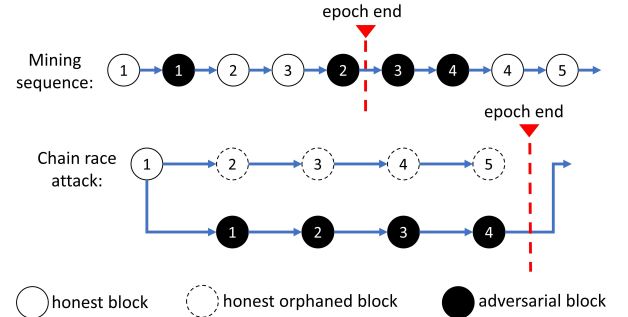 epoch end
Mining
sequence:
1 1 2 3 2 3 4 4 5
epoch end
Chain race
attack:
1 2 3 4 5
1 2 3 4
honest block honest orphaned block adversarial block